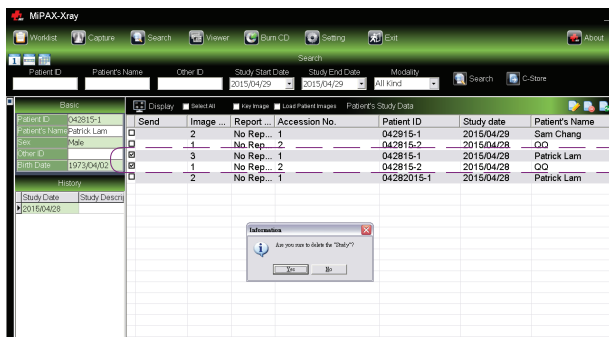 MiPAX-Xray
Worklist Capture Search Viewer Burn CD Setting Exit About
Search
Patient ID Patient's Name Other ID Study Start Date Study End Date Modality
2015/04/29 2015/04/29 All Kind Search C-Store
Basic Display Select All Key Image Load Patient Images Patient's Study Data
Patient ID 042815-1
Patient's Name Patrick Lam
Sex Male
Other ID
Birth Date 1973/04/02
History
Study Date Study Descrip
2015/04/28
Send Image ... Report ... Accession No. Patient ID Study date Patient's Name
2 No Rep... 1 042915-1 2015/04/29 Sam Chang
1 No Rep... 2 042815-2 2015/04/28 QQ
3 No Rep... 1 042815-1 2015/04/28 Patrick Lam
1 No Rep... 2 042815-2 2015/04/28 QQ
2 No Rep... 1 04282015-1 2015/04/28 Patrick Lam
Information
Are you sure to delete the "Study"?
Yes No